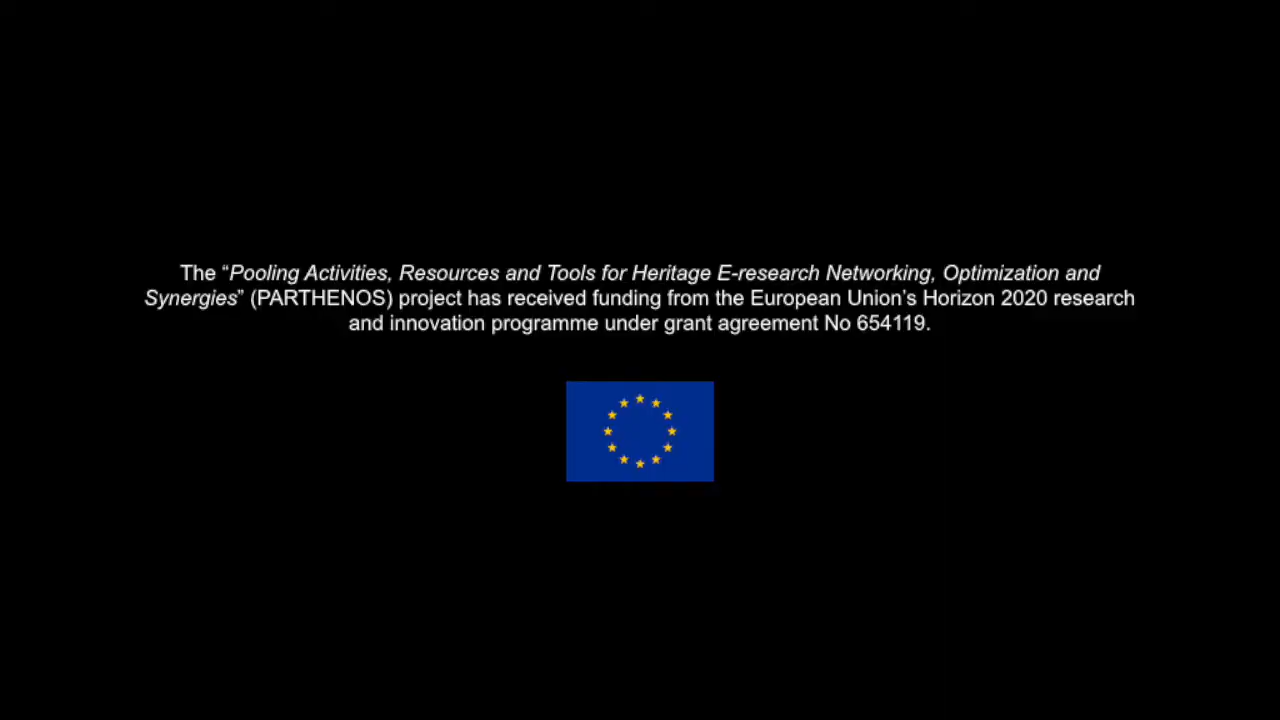 The “Pooling Activities, Resources and Tools for Heritage E-research Networking, Optimization and
Synergies” (PARTHENOS) project has received funding from the European Union’s Horizon 2020 research
and innovation programme under grant agreement No 654119.